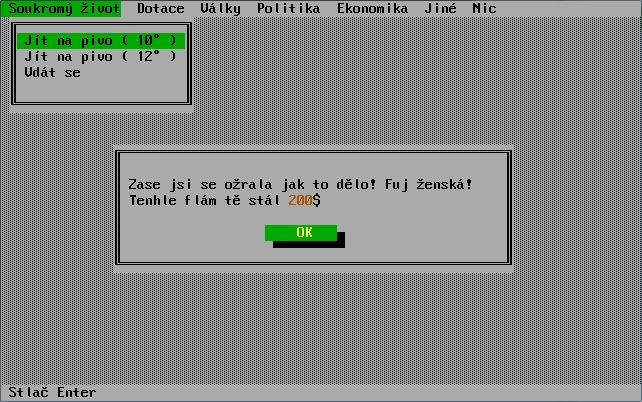 Soukromý život Dotace Války Politika Ekonomika Jiné Nic
Jít na pivo ( 10° )
Jít na pivo ( 12° )
Vdát se
Zase jsi se ožrala jak to dělo! Fuj ženská!
Tenhle flám tě stál 200$
OK
Stlač Enter